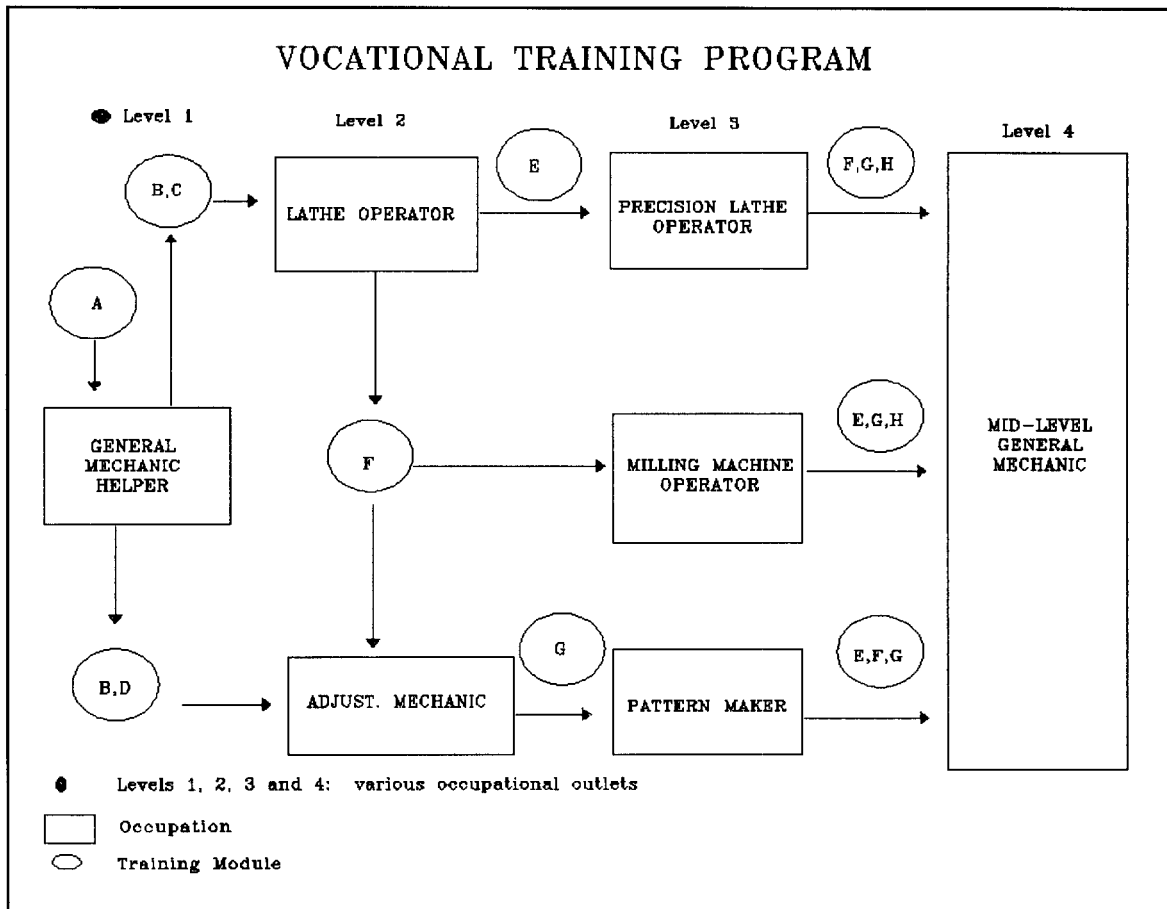 VOCATIONAL TRAINING PROGRAM
Level 1
Level 2
Level 3
Level 4
B,C
E
F,G,H
LATHE OPERATOR
PRECISION LATHE
OPERATOR
A
GENERAL
MECHANIC
HELPER
F
MILLING MACHINE
OPERATOR
E,G,H
MID-LEVEL
GENERAL
MECHANIC
B,D
ADJUST. MECHANIC
G
PATTERN MAKER
E,F,G
Levels 1, 2, 3 and 4: various occupational outlets
Occupation
Training Module